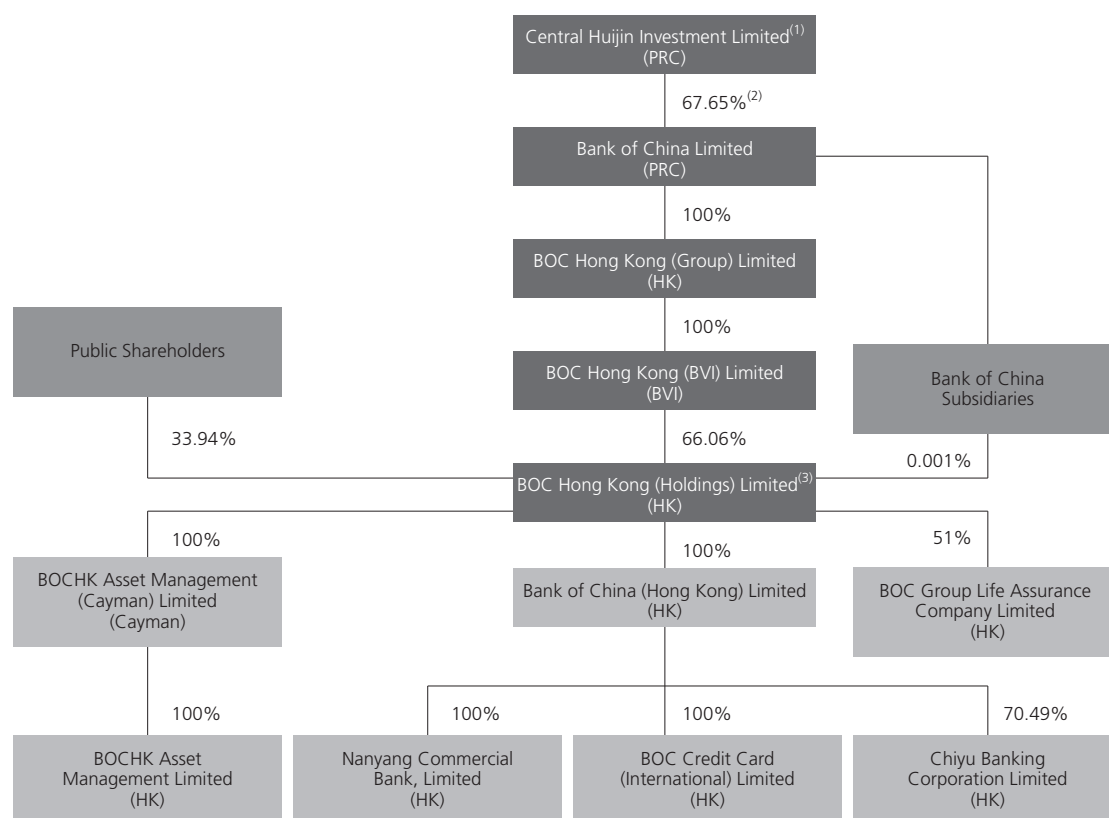 Central Huijin Investment Limited(1)
(PRC)
67.65%(2)
Bank of China Limited
(PRC)
100%
BOC Hong Kong (Group) Limited
(HK)
100%
Public Shareholders
BOC Hong Kong (BVI) Limited
(BVI)
Bank of China
Subsidiaries
33.94%
66.06%
0.001%
BOC Hong Kong (Holdings) Limited(3)
(HK)
100%
100%
51%
BOCHK Asset Management
(Cayman) Limited
(Cayman)
Bank of China (Hong Kong) Limited
(HK)
BOC Group Life Assurance
Company Limited
(HK)
100%
100%
100%
70.49%
BOCHK Asset
Management Limited
(HK)
Nanyang Commercial
Bank, Limited
(HK)
BOC Credit Card
(International) Limited
(HK)
Chiyu Banking
Corporation Limited
(HK)